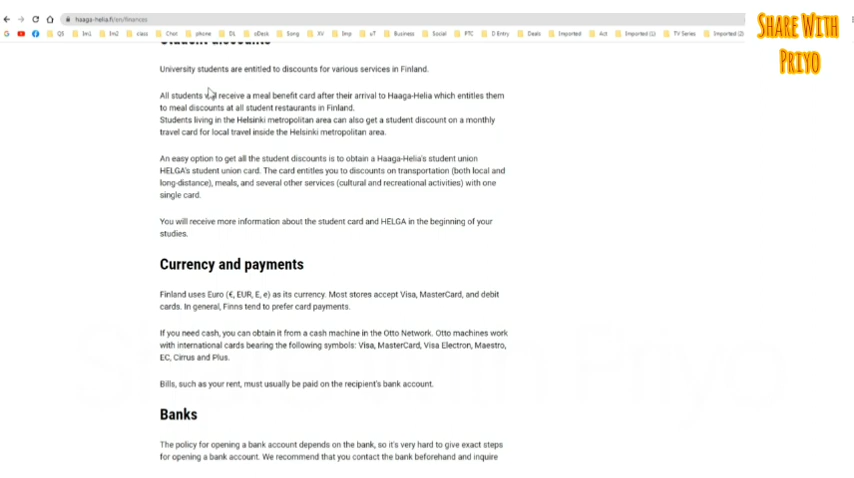 haaga-helia.fi/en/finances
SHARE WITH
PRIYO
QS
Im1
Im2
class
Chat
phone
DL
oDesk
Song
XV
Imp
uT
Business
Social
PTC
D Entry
Deals
Imported
Act
Imported (1)
TV Series
Imported (2)
Student discounts
University students are entitled to discounts for various services in Finland.
All students will receive a meal benefit card after their arrival to Haaga-Helia which entitles them
to meal discounts at all student restaurants in Finland.
Students living in the Helsinki metropolitan area can also get a student discount on a monthly
travel card for local travel inside the Helsinki metropolitan area.
An easy option to get all the student discounts is to obtain a Haaga-Helia's student union
HELGA's student union card. The card entitles you to discounts on transportation (both local and
long-distance), meals, and several other services (cultural and recreational activities) with one
single card.
You will receive more information about the student card and HELGA in the beginning of your
studies.
Currency and payments
Finland uses Euro (€, EUR, E, e) as its currency. Most stores accept Visa, MasterCard, and debit
cards. In general, Finns tend to prefer card payments.
If you need cash, you can obtain it from a cash machine in the Otto Network. Otto machines work
with international cards bearing the following symbols: Visa, MasterCard, Visa Electron, Maestro,
EC, Cirrus and Plus.
Share With Priyo
Bills, such as your rent, must usually be paid on the recipient's bank account.
Banks
The policy for opening a bank account depends on the bank, so it's very hard to give exact steps
for opening a bank account. We recommend that you contact the bank beforehand and inquire